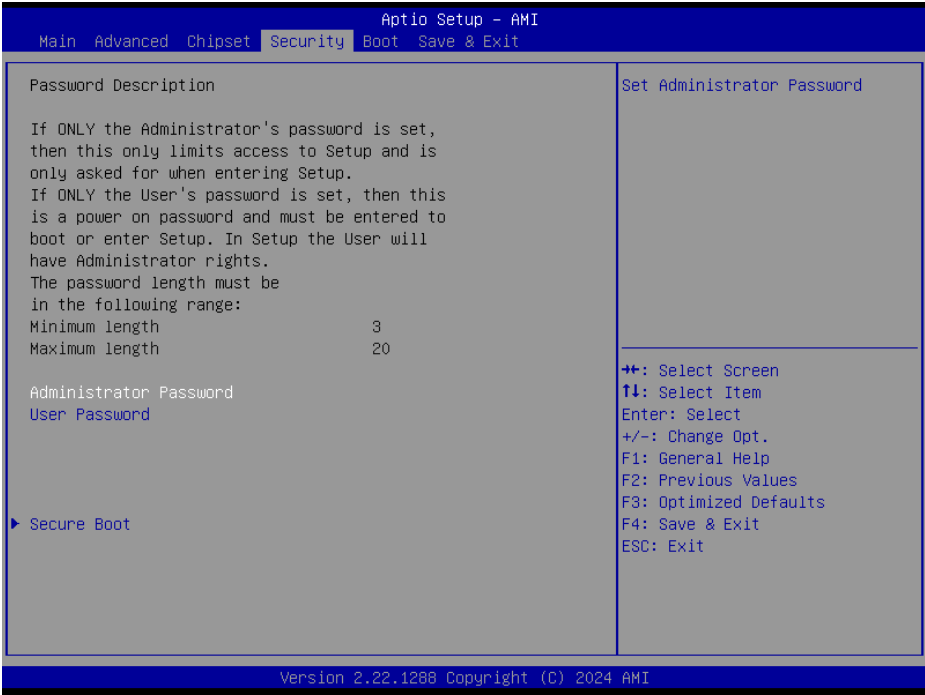 Aptio Setup - AMI
Main Advanced Chipset Security Boot Save & Exit
Password Description
If ONLY the Administrator's password is set,
then this only limits access to Setup and is
only asked for when entering Setup.
If ONLY the User's password is set, then this
is a power on password and must be entered to
boot or enter Setup. In Setup the User will
have Administrator rights.
The password length must be
in the following range:
Minimum length 3
Maximum length 20
Administrator Password
User Password
Secure Boot
Set Administrator Password
→←: Select Screen
↑↓: Select Item
Enter: Select
+/-: Change Opt.
F1: General Help
F2: Previous Values
F3: Optimized Defaults
F4: Save & Exit
ESC: Exit
Version 2.22.1288 Copyright (C) 2024 AMI